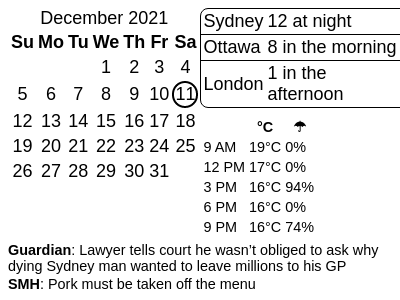 December 2021
Su Mo Tu We Th Fr Sa
1 2 3 4
5 6 7 8 9 10 11
12 13 14 15 16 17 18
19 20 21 22 23 24 25
26 27 28 29 30 31
Sydney 12 at night
Ottawa 8 in the morning
London 1 in the
afternoon
°C ☂
9 AM 19°C 0%
12 PM 17°C 0%
3 PM 16°C 94%
6 PM 16°C 0%
9 PM 16°C 74%
Guardian: Lawyer tells court he wasn’t obliged to ask why
dying Sydney man wanted to leave millions to his GP
SMH: Pork must be taken off the menu